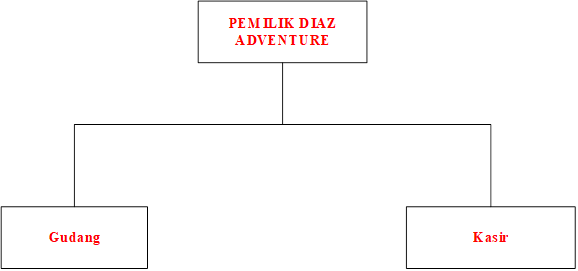 PEMILIK DIAZ
ADVENTURE
Gudang
Kasir